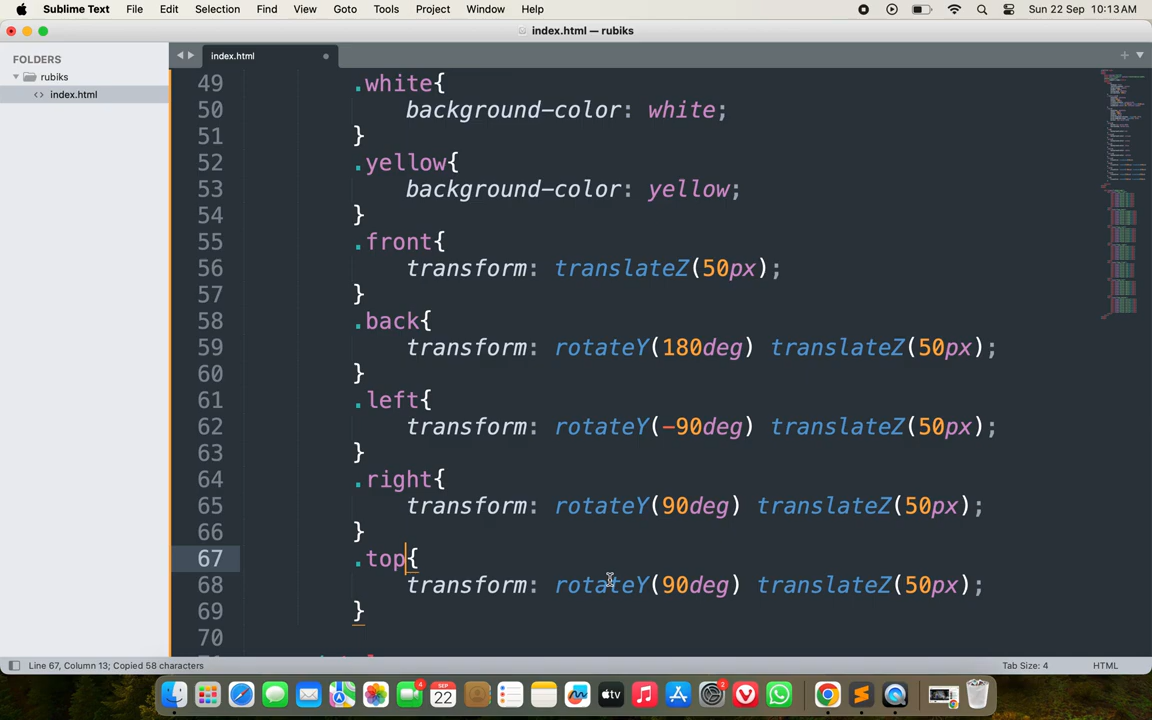 Sublime Text File Edit Selection Find View Goto Tools Project Window Help Sun 22 Sep 10:13 AM
index.html — rubiks
FOLDERS
rubiks
<> index.html
index.html
49 .white{
50 background-color: white;
51 }
52 .yellow{
53 background-color: yellow;
54 }
55 .front{
56 transform: translateZ(50px);
57 }
58 .back{
59 transform: rotateY(180deg) translateZ(50px);
60 }
61 .left{
62 transform: rotateY(-90deg) translateZ(50px);
63 }
64 .right{
65 transform: rotateY(90deg) translateZ(50px);
66 }
67 .top{
68 transform: rotateY(90deg) translateZ(50px);
69 }
70
Line 67, Column 13; Copied 58 characters Tab Size: 4 HTML
4 SEP 22 tv 2